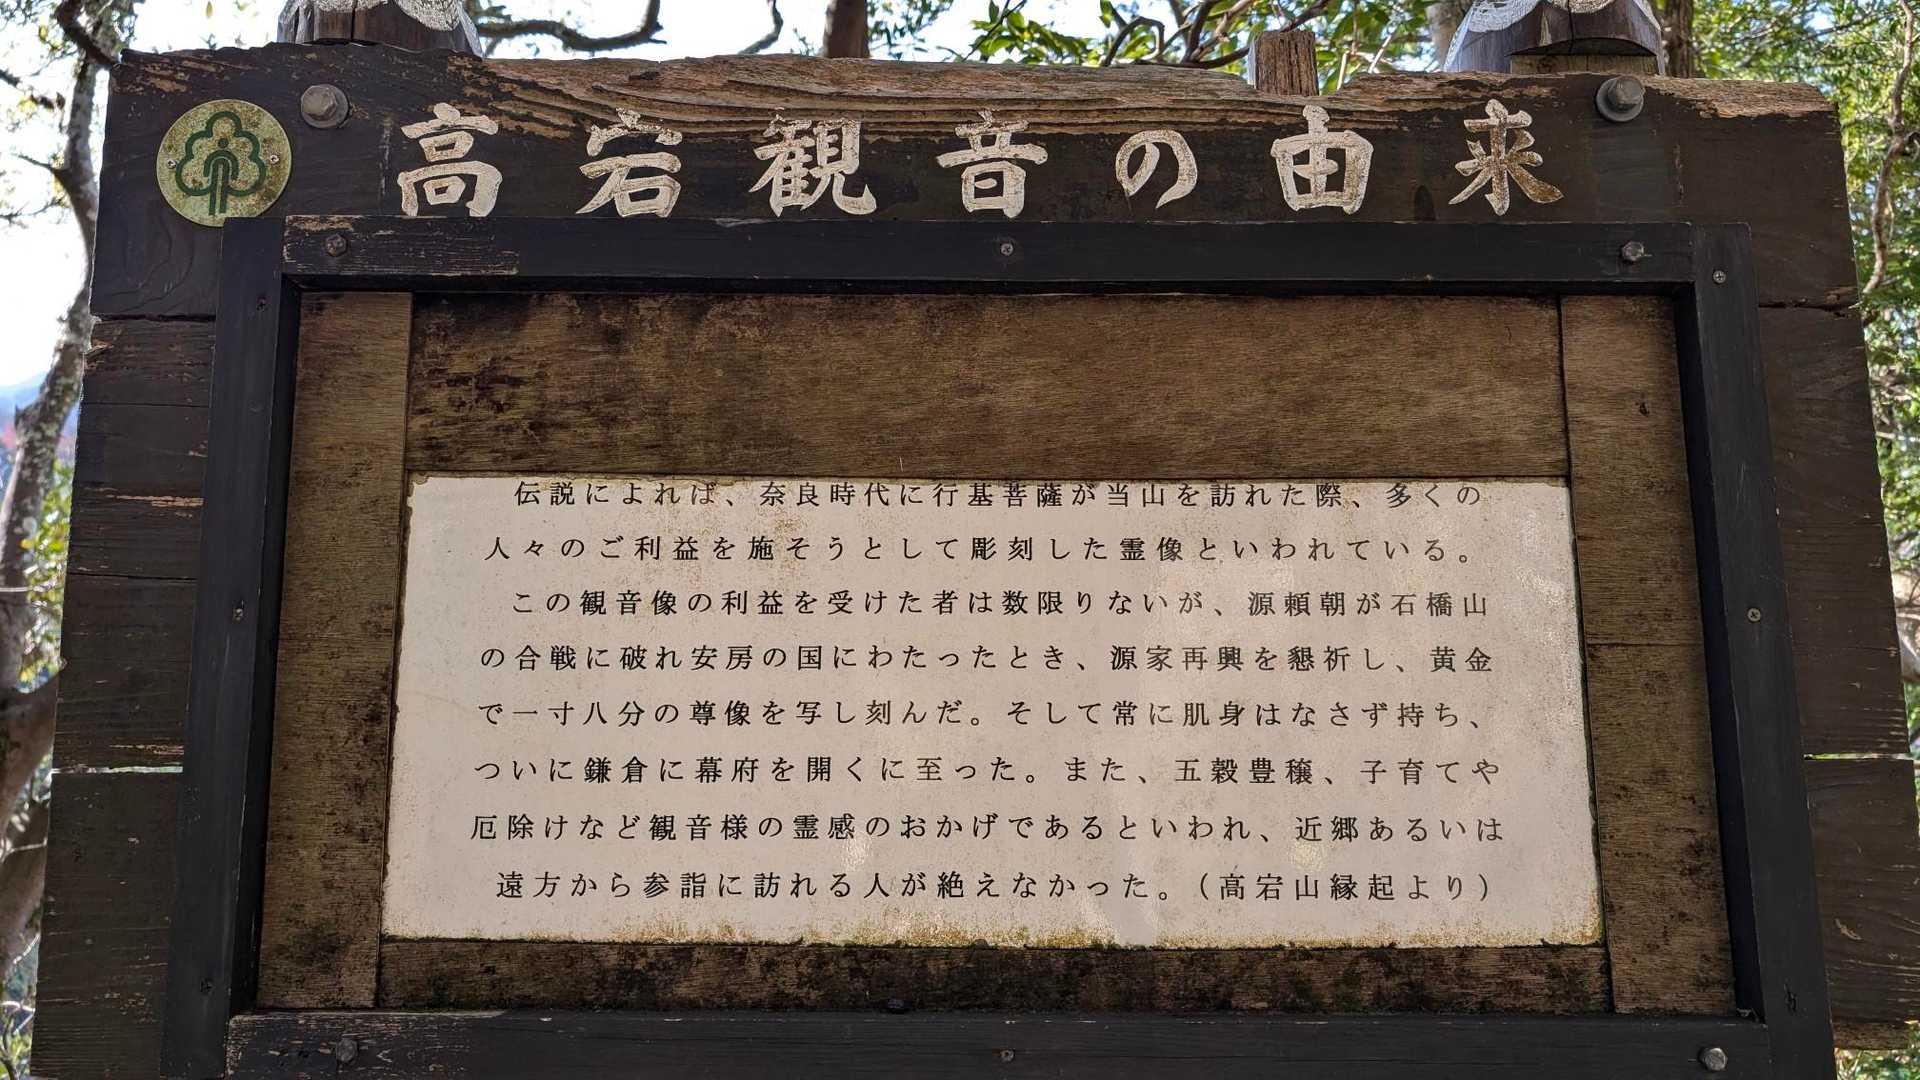 高宕観音の由来
伝説によれば、奈良時代に行基菩薩が当山を訪れた際、多くの
人々のご利益を施そうとして彫刻した霊像といわれている。
この観音像の利益を受けた者は数限りないが、源頼朝が石橋山
の合戦に破れ安房の国にわたったとき、源家再興を懇祈し、黄金
で一寸八分の尊像を写し刻んだ。そして常に肌身はなさず持ち、
ついに鎌倉に幕府を開くに至った。また、五穀豊穣、子育てや
厄除けなど観音様の霊感のおかげであるといわれ、近郷あるいは
遠方から参詣に訪れる人が絶えなかった。（高宕山縁起より）